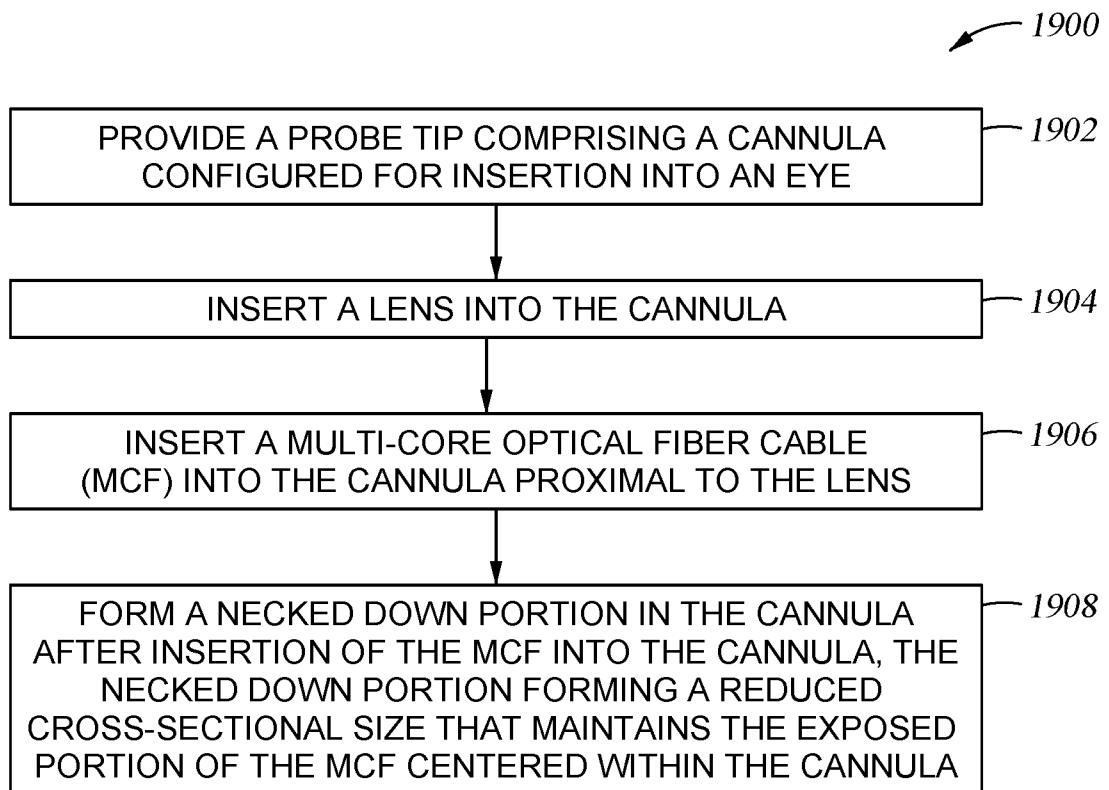 1900
PROVIDE A PROBE TIP COMPRISING A CANNULA
CONFIGURED FOR INSERTION INTO AN EYE
1902
INSERT A LENS INTO THE CANNULA
1904
INSERT A MULTI-CORE OPTICAL FIBER CABLE
(MCF) INTO THE CANNULA PROXIMAL TO THE LENS
1906
FORM A NECKED DOWN PORTION IN THE CANNULA
AFTER INSERTION OF THE MCF INTO THE CANNULA, THE
NECKED DOWN PORTION FORMING A REDUCED
CROSS-SECTIONAL SIZE THAT MAINTAINS THE EXPOSED
PORTION OF THE MCF CENTERED WITHIN THE CANNULA
1908